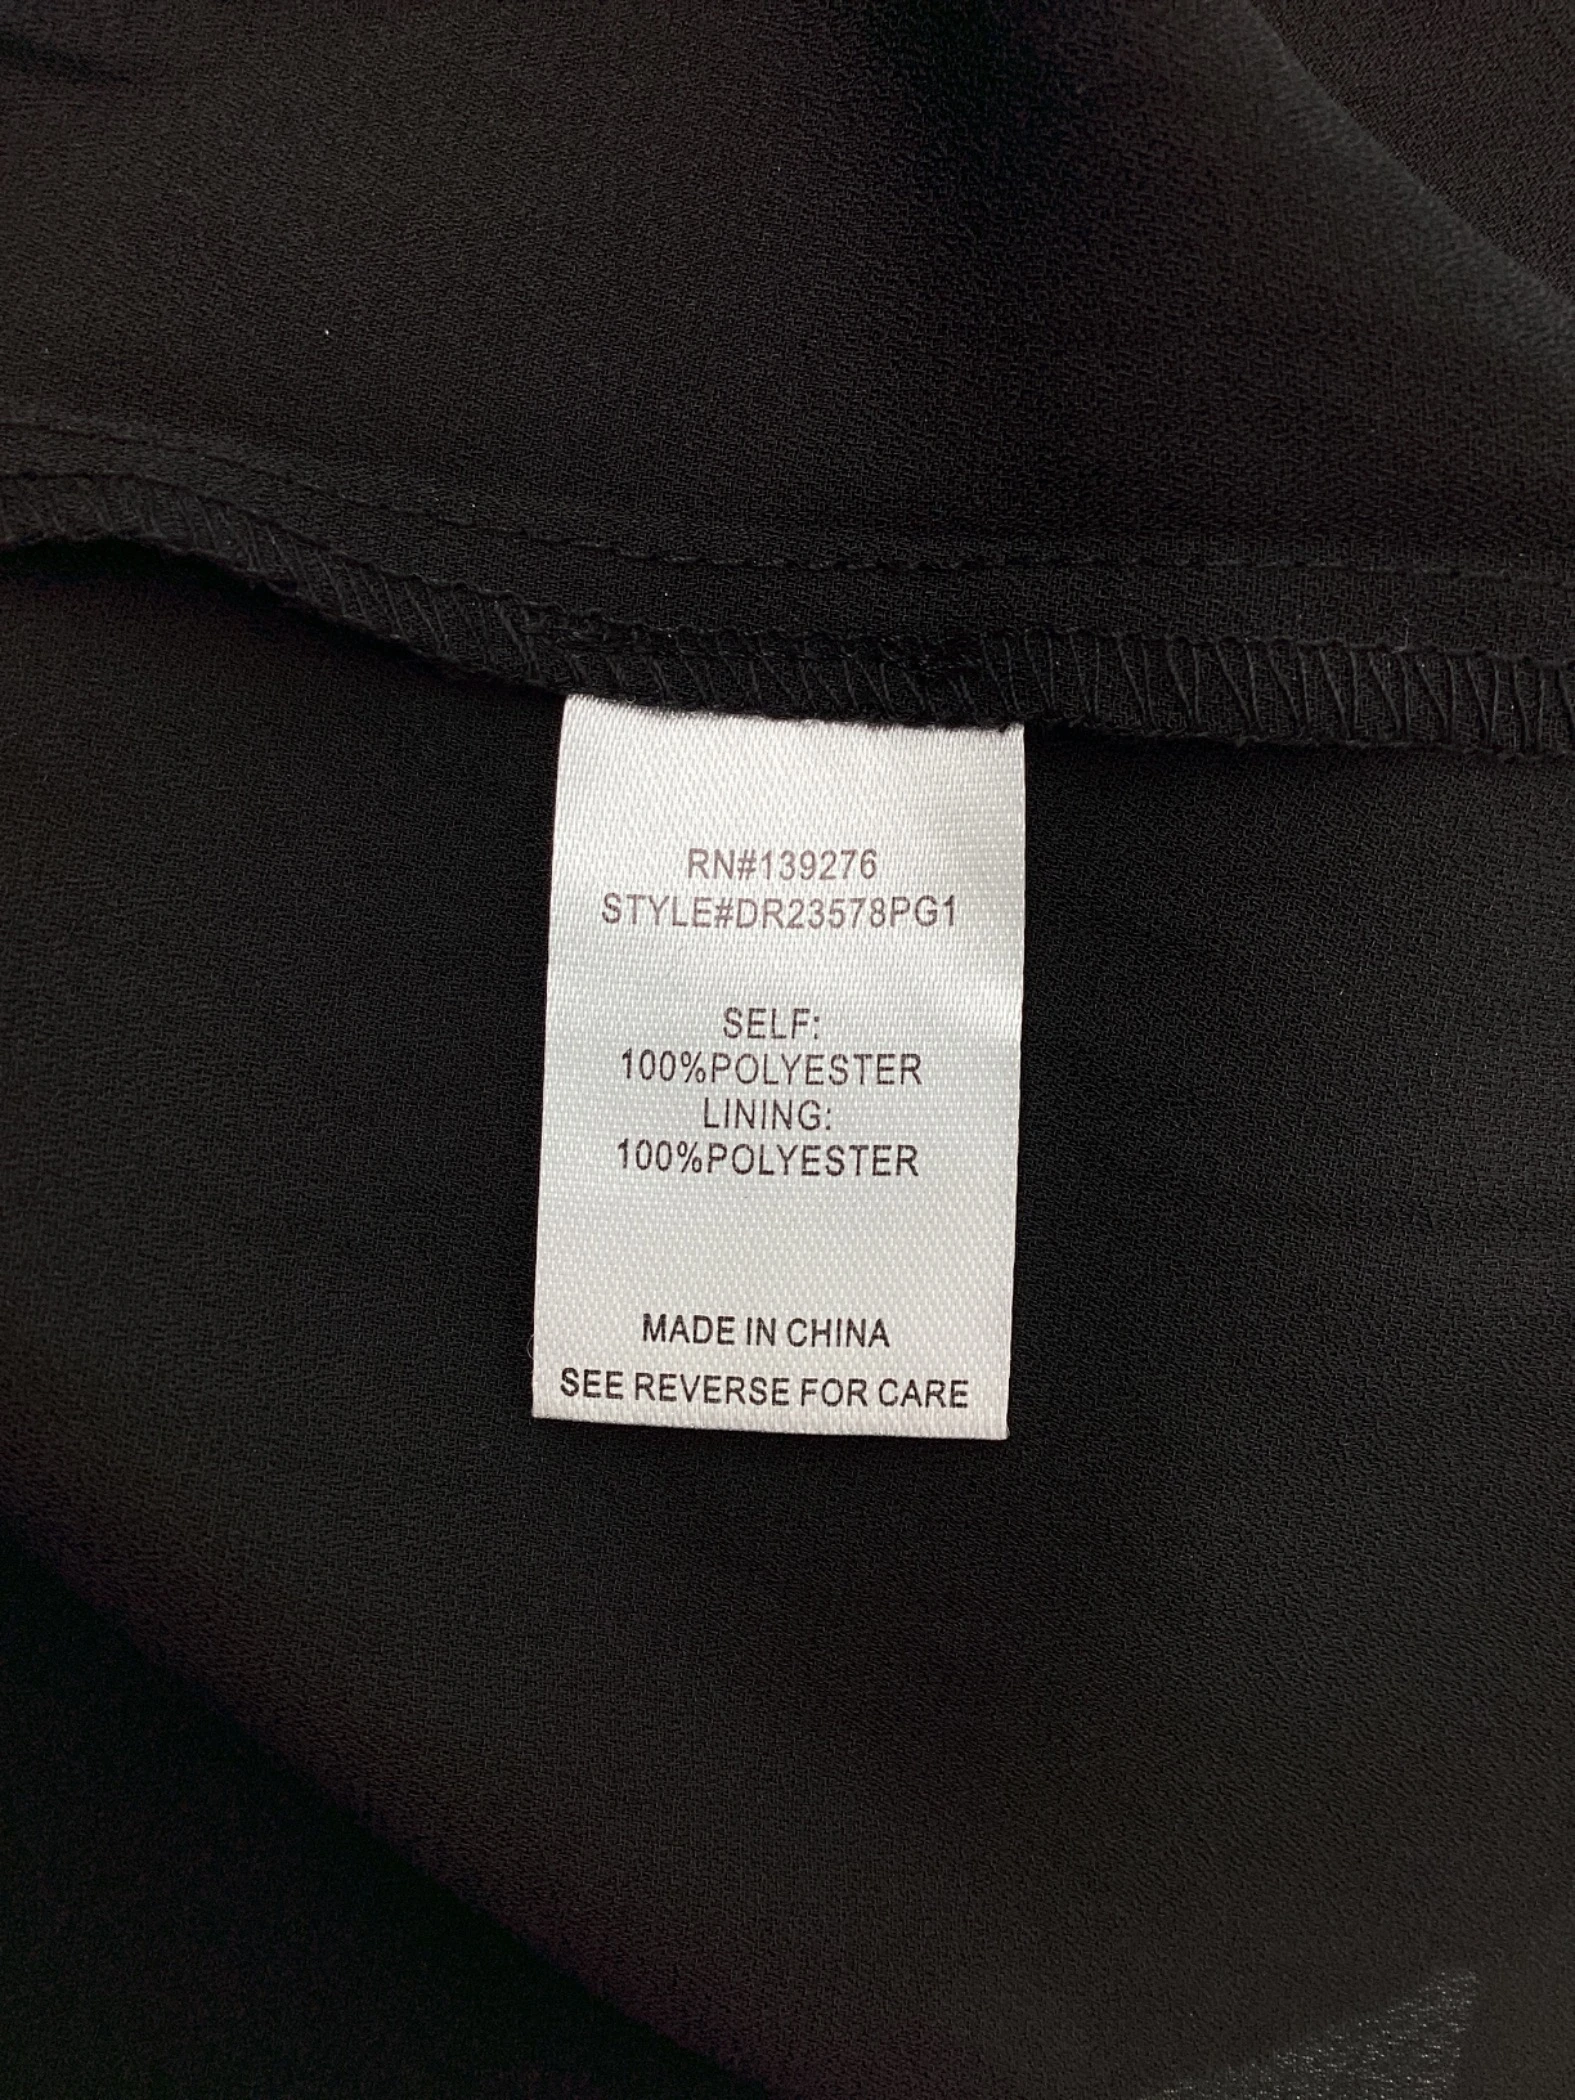 RN#139276
STYLE#DR23578PG1
SELF:
100%POLYESTER
LINING:
100%POLYESTER
MADE IN CHINA
SEE REVERSE FOR CARE